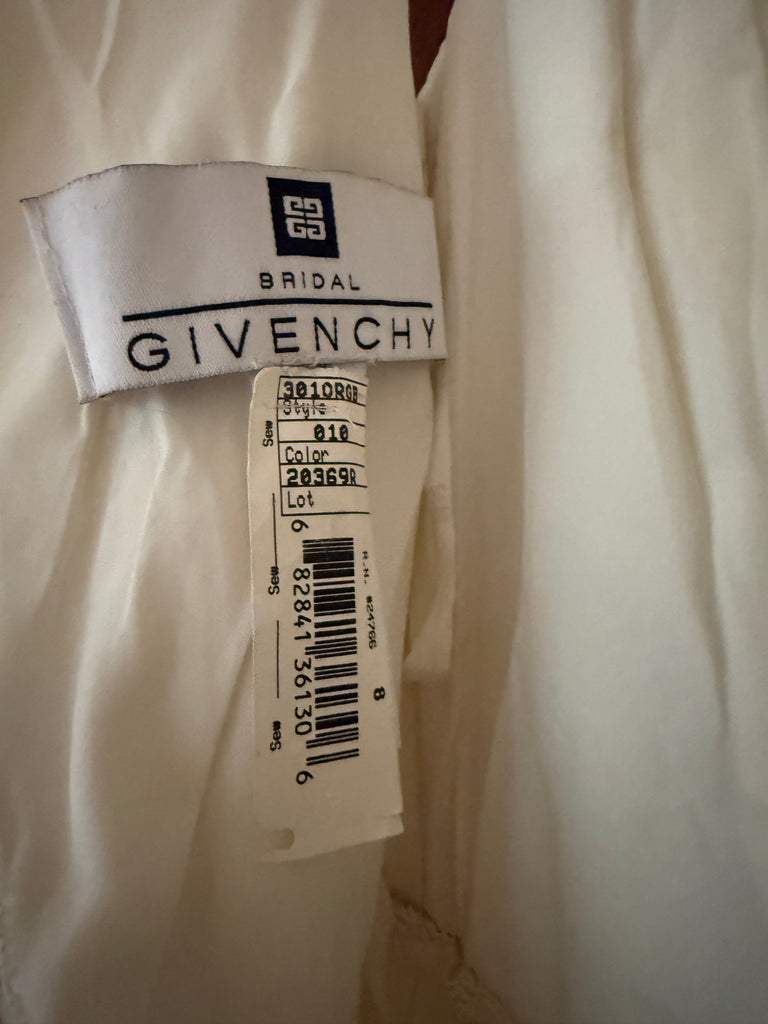 BRIDAL
GIVENCHY
3010RGB
Style
010
Color
20369R
Lot
Sew
Sew
Sew
R.N. #24766
8
6 82841 36130 6